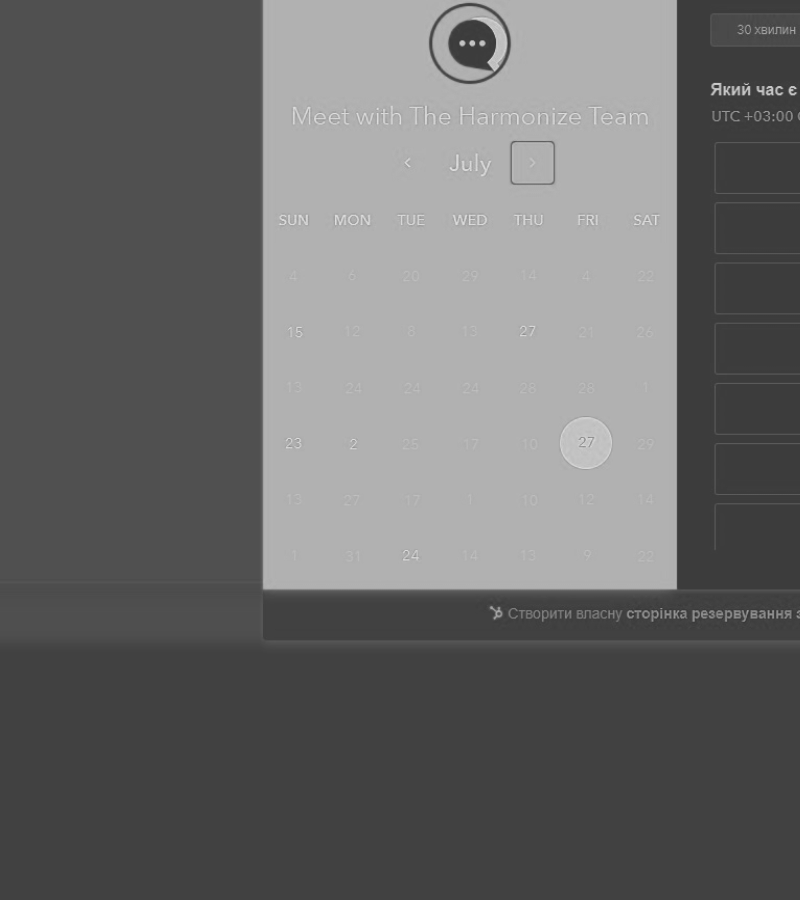 30 хвилин
Meet with The Harmonize Team
Який час є
UTC +03:00
July
SUN MON TUE WED THU FRI SAT
4 6 20 29 14 4 22
15 12 8 13 27 21 26
13 24 24 24 28 28 1
23 2 25 17 10 27 29
13 27 17 1 10 12 14
1 31 24 14 13 9 22
Створити власну сторінка резервування з